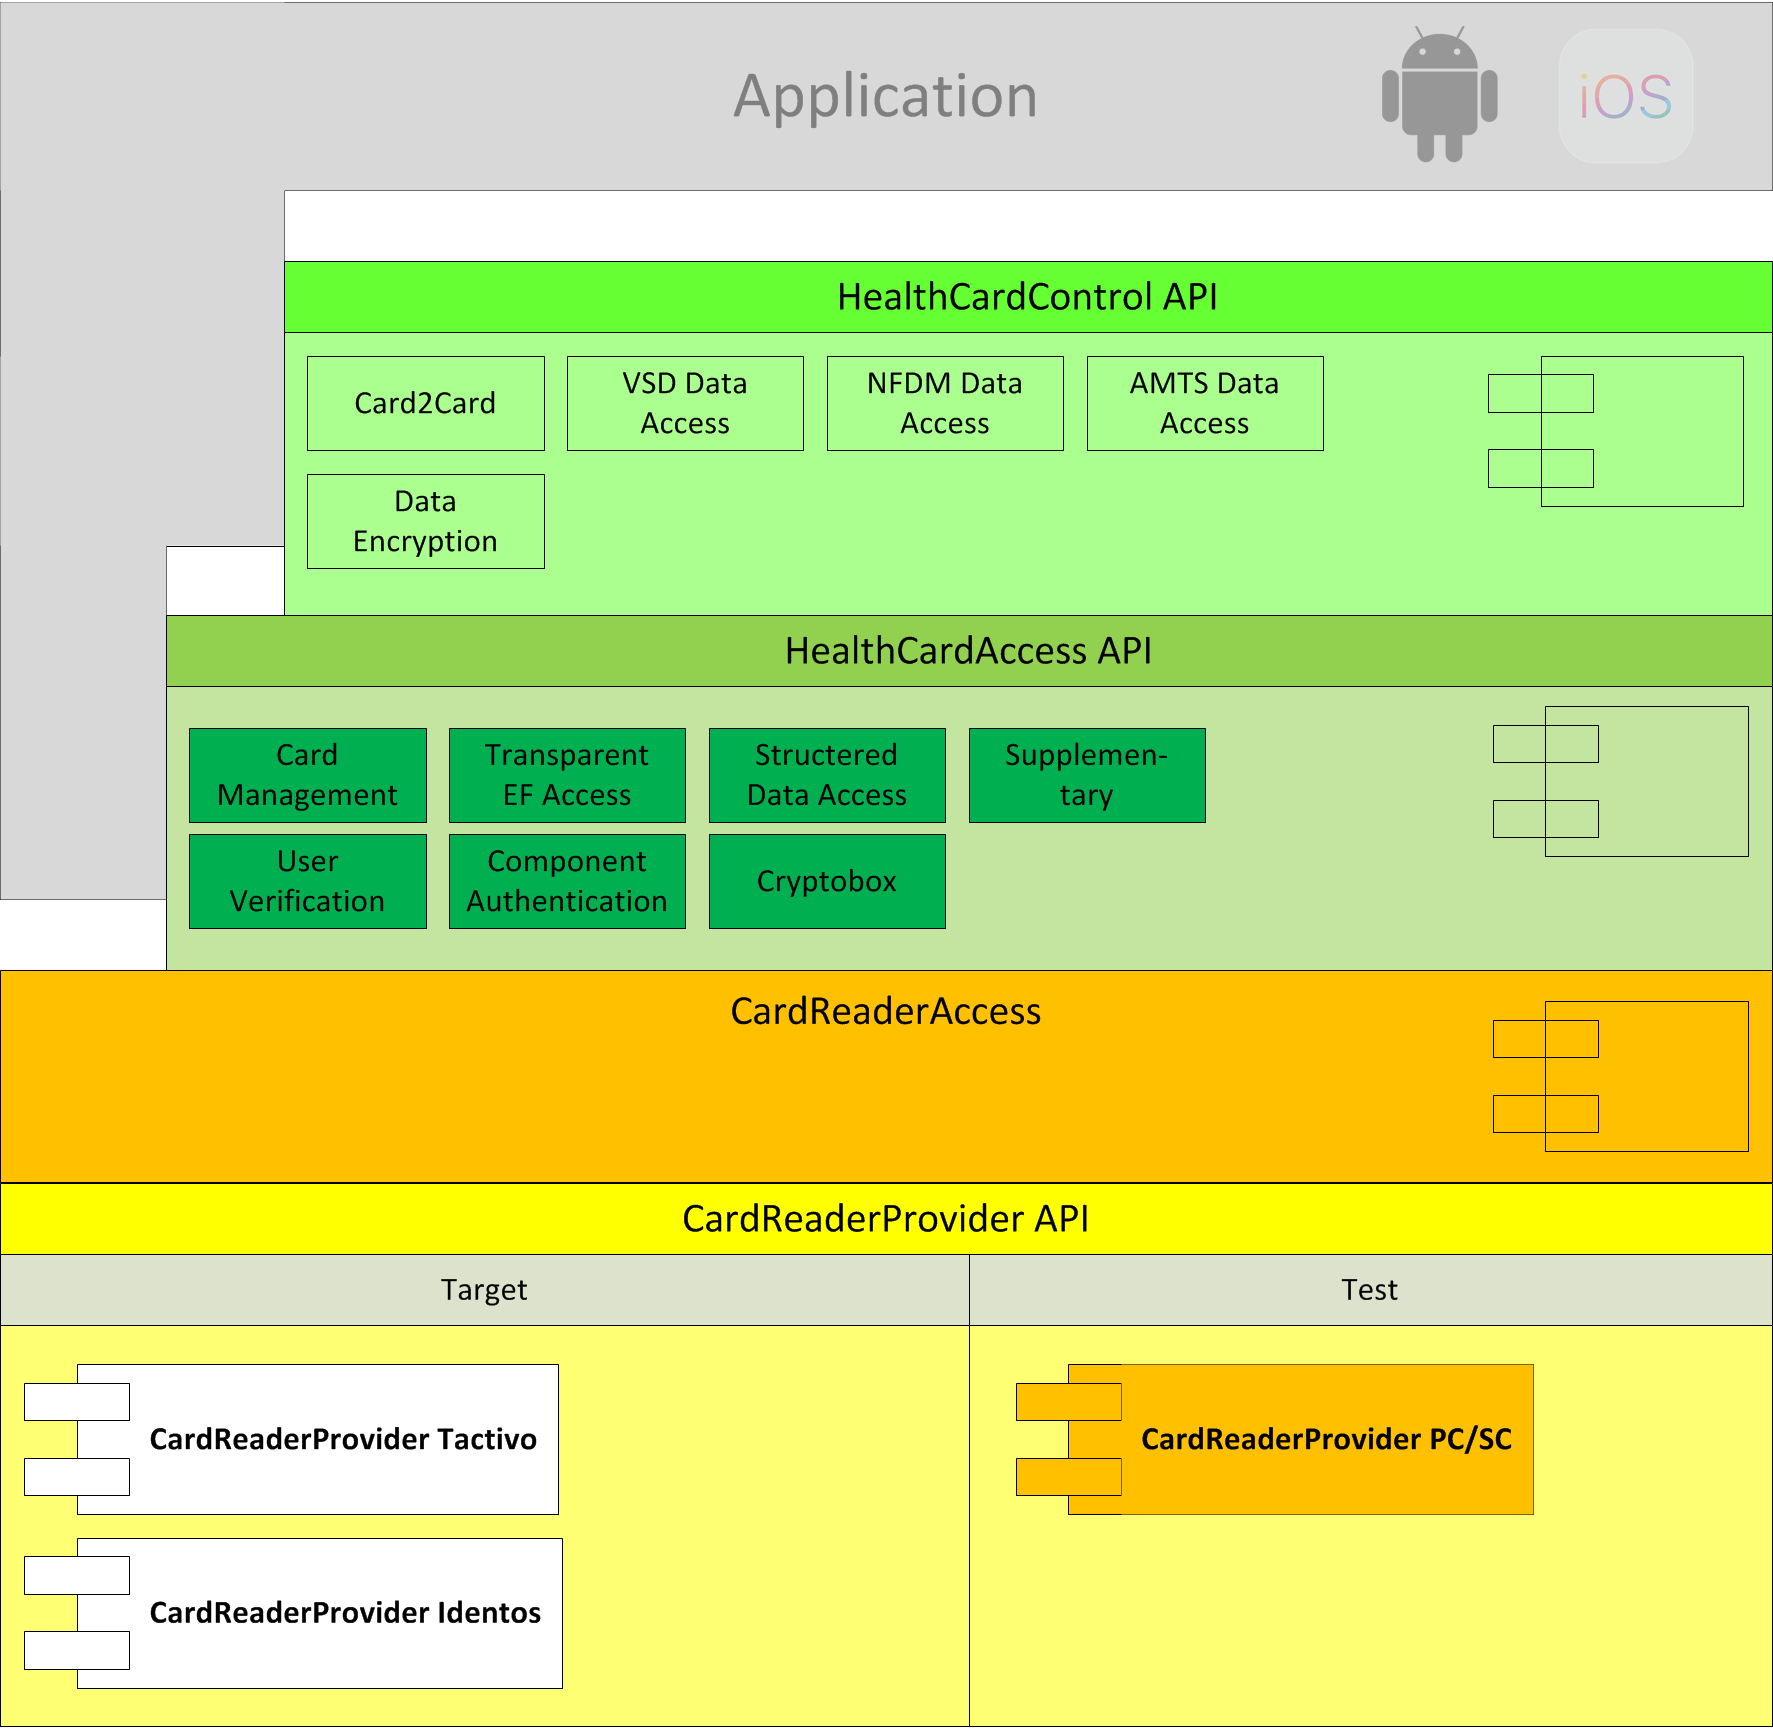 Application
iOS
HealthCardControl API
Card2Card
VSD Data
Access
NFDM Data
Access
AMTS Data
Access
Data
Encryption
HealthCardAccess API
Card
Management
Transparent
EF Access
Structered
Data Access
Supplemen-
tary
User
Verification
Component
Authentication
Cryptobox
CardReaderAccess
CardReaderProvider API
Target
Test
CardReaderProvider Tactivo
CardReaderProvider PC/SC
CardReaderProvider Identos